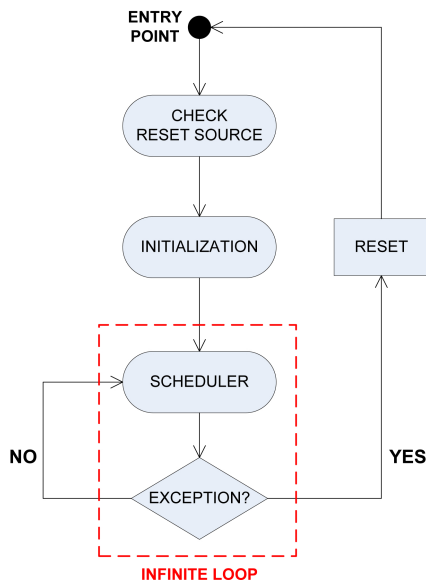 ENTRY
POINT
CHECK
RESET SOURCE
INITIALIZATION
RESET
SCHEDULER
NO
YES
EXCEPTION?
INFINITE LOOP